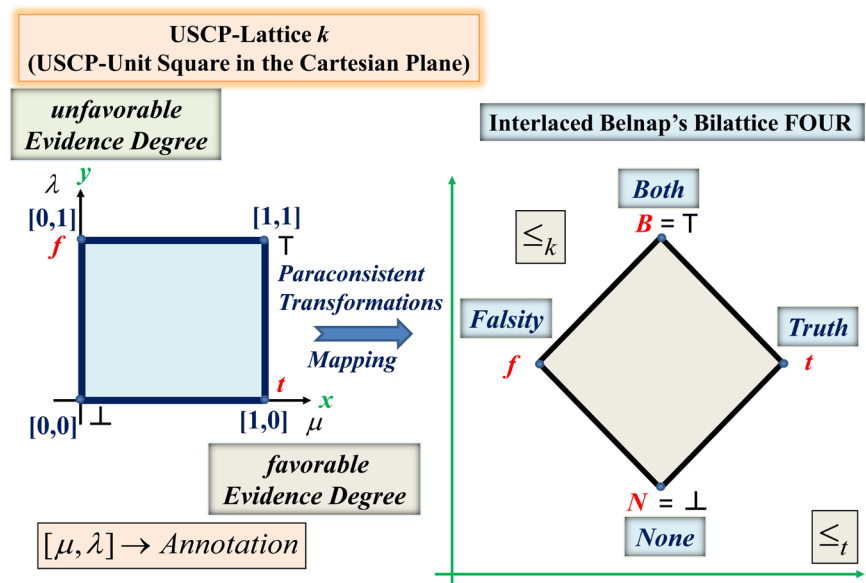 USCP-Lattice k
(USCP-Unit Square in the Cartesian Plane)
unfavorable
Evidence Degree
λ
y
[0,1]
[1,1]
f
⊤
Paraconsistent
Transformations
Mapping
t
x
[0,0]
⊥
[1,0]
μ
favorable
Evidence Degree
[μ, λ] → Annotation
Interlaced Belnap's Bilattice FOUR
Both
B = ⊤
≤k
Falsity
Truth
f
t
N = ⊥
None
≤t